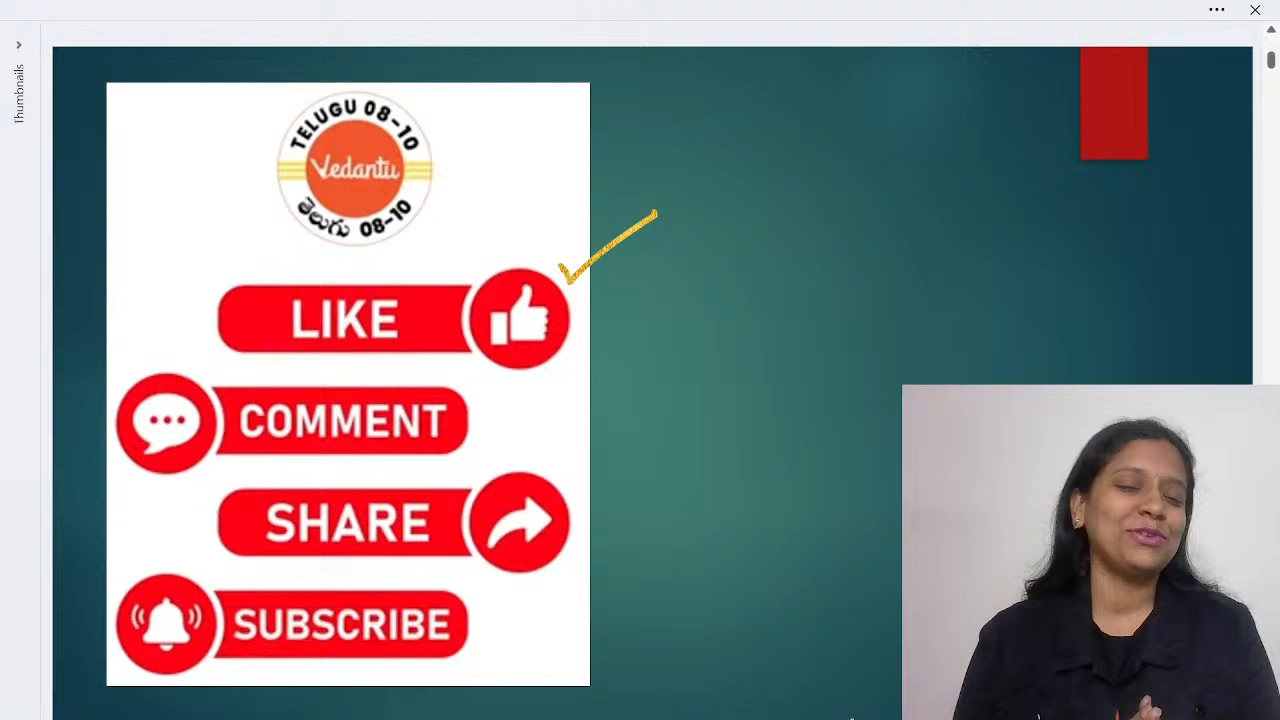 Thumbnails
TELUGU 08-10
Vedantu
తెలుగు 08-10
LIKE
COMMENT
SHARE
SUBSCRIBE